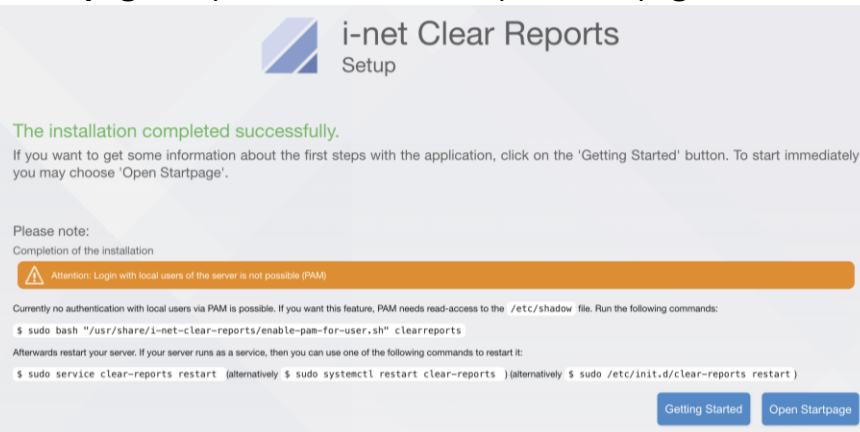 i-net Clear Reports
Setup
The installation completed successfully.
If you want to get some information about the first steps with the application, click on the 'Getting Started' button. To start immediately
you may choose 'Open Startpage'.
Please note:
Completion of the installation
Attention: Login with local users of the server is not possible (PAM)
Currently no authentication with local users via PAM is possible. If you want this feature, PAM needs read-access to the /etc/shadow file. Run the following commands:
$ sudo bash "/usr/share/i-net-clear-reports/enable-pam-for-user.sh" clearreports
Afterwards restart your server. If your server runs as a service, then you can use one of the following commands to restart it:
$ sudo service clear-reports restart (alternatively $ sudo systemctl restart clear-reports ) (alternatively $ sudo /etc/init.d/clear-reports restart )
Getting Started Open Startpage